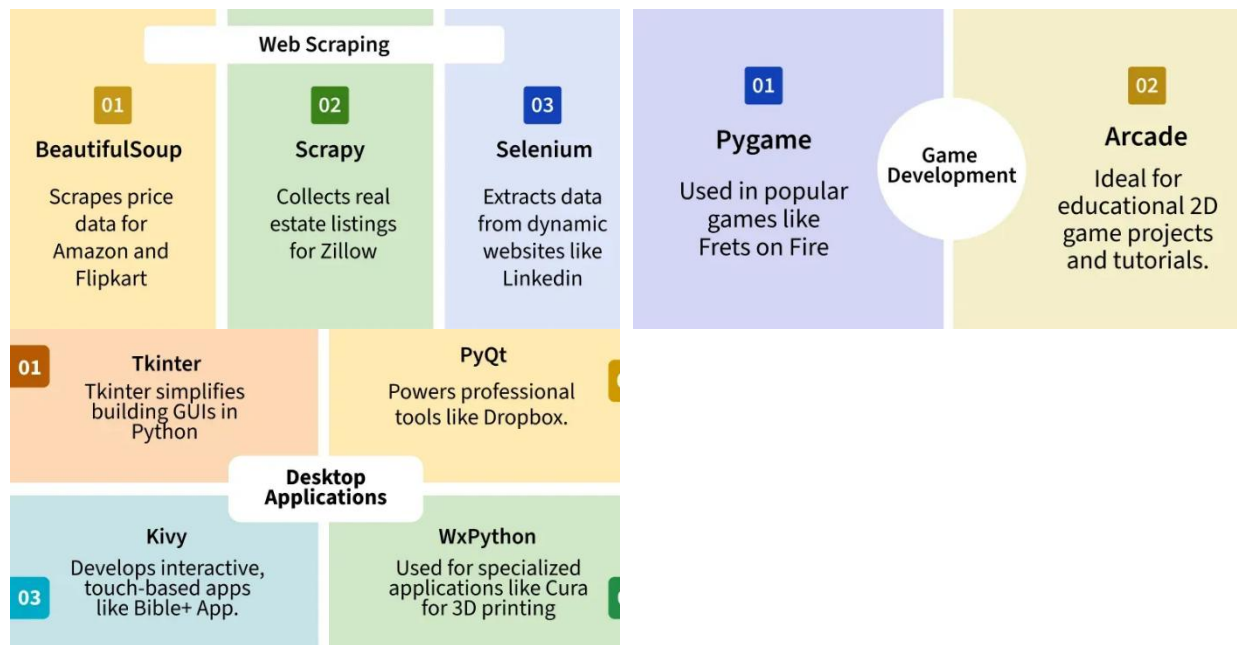 Web Scraping
01
BeautifulSoup
Scrapes price
data for
Amazon and
Flipkart
02
Scrapy
Collects real
estate listings
for Zillow
03
Selenium
Extracts data
from dynamic
websites like
Linkedin
01
Pygame
Used in popular
games like
Frets on Fire
Game
Development
02
Arcade
Ideal for
educational 2D
game projects
and tutorials.
01
Tkinter
Tkinter simplifies
building GUIs in
Python
PyQt
Powers professional
tools like Dropbox.
Desktop
Applications
03
Kivy
Develops interactive,
touch-based apps
like Bible+ App.
WxPython
Used for specialized
applications like Cura
for 3D printing